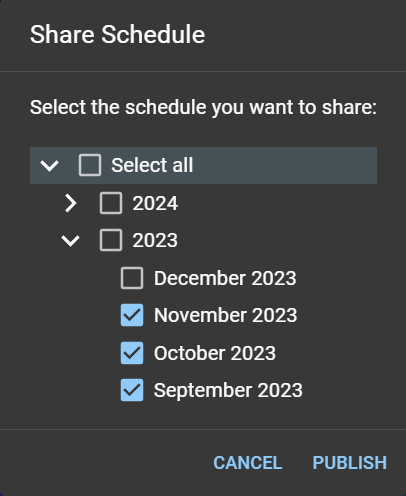 Share Schedule
Select the schedule you want to share:
Select all
2024
2023
December 2023
November 2023
October 2023
September 2023
CANCEL PUBLISH